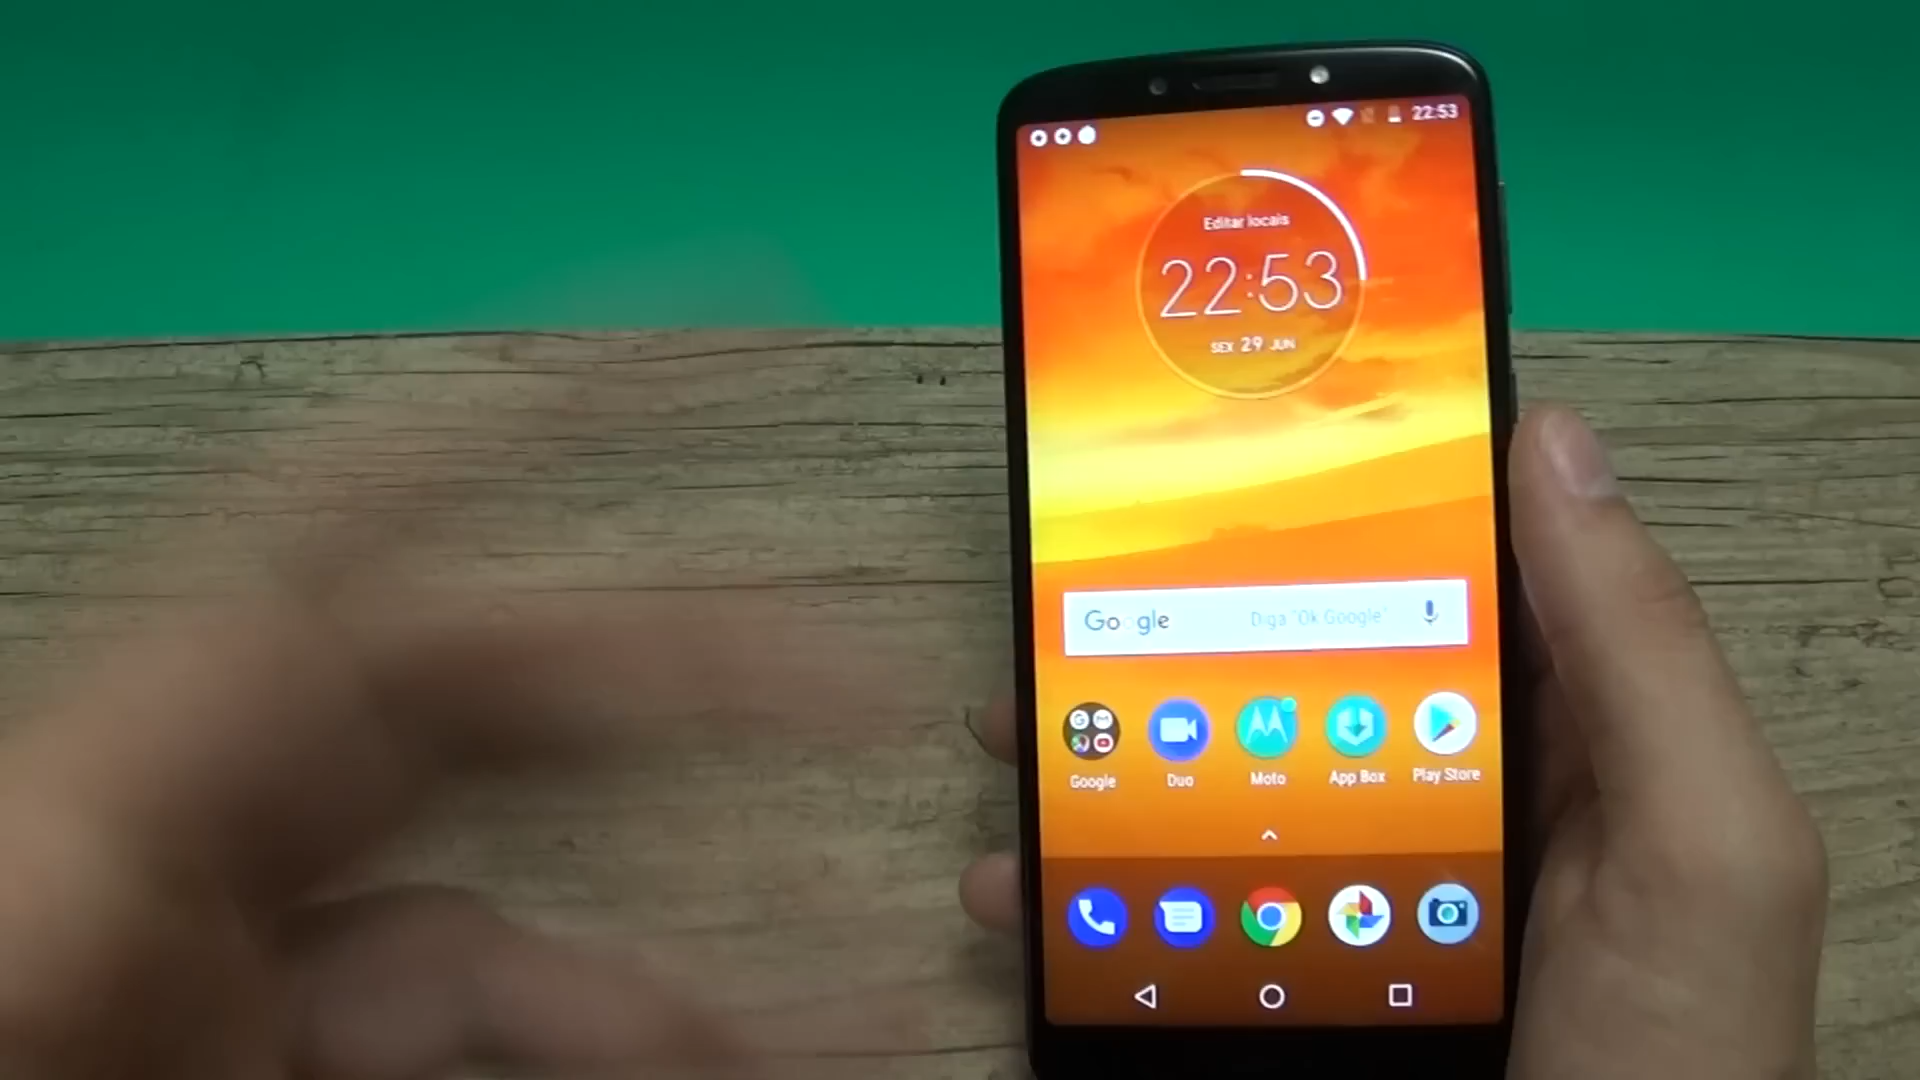 22:53
Editar locais
22:53
SEX 29 JUN
Google Diga "Ok Google"
Google Duo Moto App Box Play Store